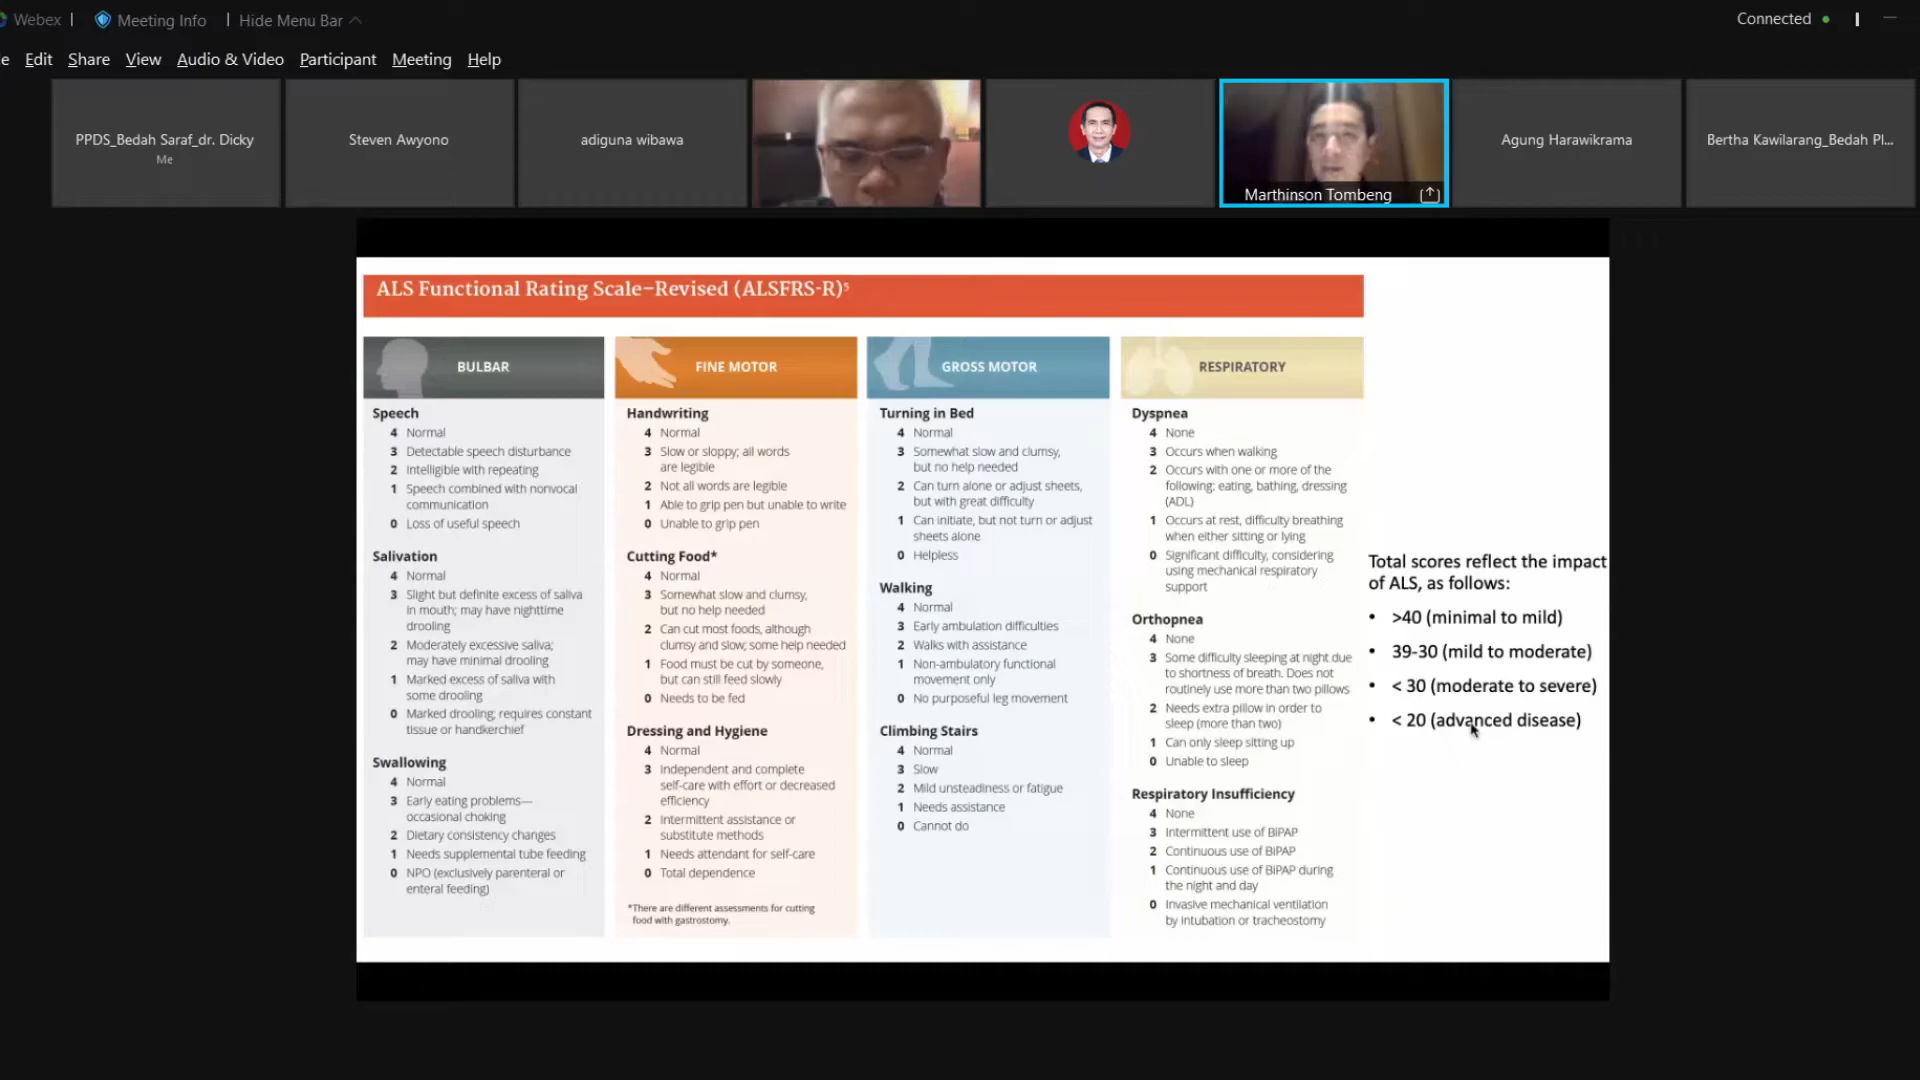 Webex
Meeting Info
Hide Menu Bar
Connected
e Edit Share View Audio & Video Participant Meeting Help
PPDS_Bedah Saraf_dr. Dicky
Me
Steven Awyono
adiguna wibawa
Marthinson Tombeng
Agung Harawikrama
Bertha Kawilarang_Bedah Pl...
ALS Functional Rating Scale–Revised (ALSFRS-R)⁵
BULBAR
Speech
4 Normal
3 Detectable speech disturbance
2 Intelligible with repeating
1 Speech combined with nonvocal
communication
0 Loss of useful speech
Salivation
4 Normal
3 Slight but definite excess of saliva
in mouth; may have nighttime
drooling
2 Moderately excessive saliva;
may have minimal drooling
1 Marked excess of saliva with
some drooling
0 Marked drooling; requires constant
tissue or handkerchief
Swallowing
4 Normal
3 Early eating problems—
occasional choking
2 Dietary consistency changes
1 Needs supplemental tube feeding
0 NPO (exclusively parenteral or
enteral feeding)
FINE MOTOR
Handwriting
4 Normal
3 Slow or sloppy; all words
are legible
2 Not all words are legible
1 Able to grip pen but unable to write
0 Unable to grip pen
Cutting Food*
4 Normal
3 Somewhat slow and clumsy,
but no help needed
2 Can cut most foods, although
clumsy and slow; some help needed
1 Food must be cut by someone,
but can still feed slowly
0 Needs to be fed
Dressing and Hygiene
4 Normal
3 Independent and complete
self-care with effort or decreased
efficiency
2 Intermittent assistance or
substitute methods
1 Needs attendant for self-care
0 Total dependence
*There are different assessments for cutting
food with gastrostomy.
GROSS MOTOR
Turning in Bed
4 Normal
3 Somewhat slow and clumsy,
but no help needed
2 Can turn alone or adjust sheets,
but with great difficulty
1 Can initiate, but not turn or adjust
sheets alone
0 Helpless
Walking
4 Normal
3 Early ambulation difficulties
2 Walks with assistance
1 Non-ambulatory functional
movement only
0 No purposeful leg movement
Climbing Stairs
4 Normal
3 Slow
2 Mild unsteadiness or fatigue
1 Needs assistance
0 Cannot do
RESPIRATORY
Dyspnea
4 None
3 Occurs when walking
2 Occurs with one or more of the
following: eating, bathing, dressing
(ADL)
1 Occurs at rest, difficulty breathing
when either sitting or lying
0 Significant difficulty, considering
using mechanical respiratory
support
Orthopnea
4 None
3 Some difficulty sleeping at night due
to shortness of breath. Does not
routinely use more than two pillows
2 Needs extra pillow in order to
sleep (more than two)
1 Can only sleep sitting up
0 Unable to sleep
Respiratory Insufficiency
4 None
3 Intermittent use of BiPAP
2 Continuous use of BiPAP
1 Continuous use of BiPAP during
the night and day
0 Invasive mechanical ventilation
by intubation or tracheostomy
Total scores reflect the impact
of ALS, as follows:
• >40 (minimal to mild)
• 39-30 (mild to moderate)
• < 30 (moderate to severe)
• < 20 (advanced disease)